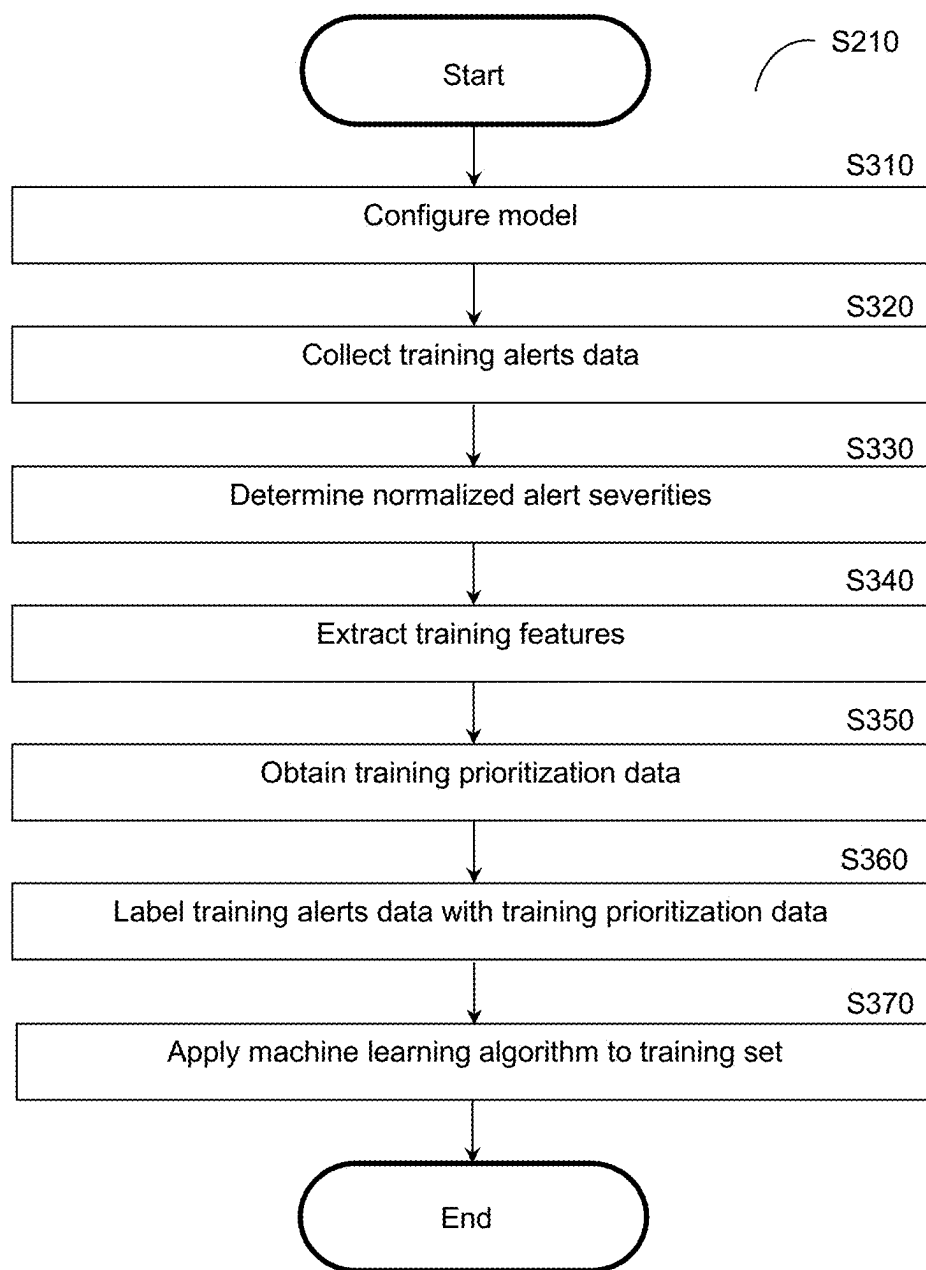 Start
S210
S310
Configure model
S320
Collect training alerts data
S330
Determine normalized alert severities
S340
Extract training features
S350
Obtain training prioritization data
S360
Label training alerts data with training prioritization data
S370
Apply machine learning algorithm to training set
End